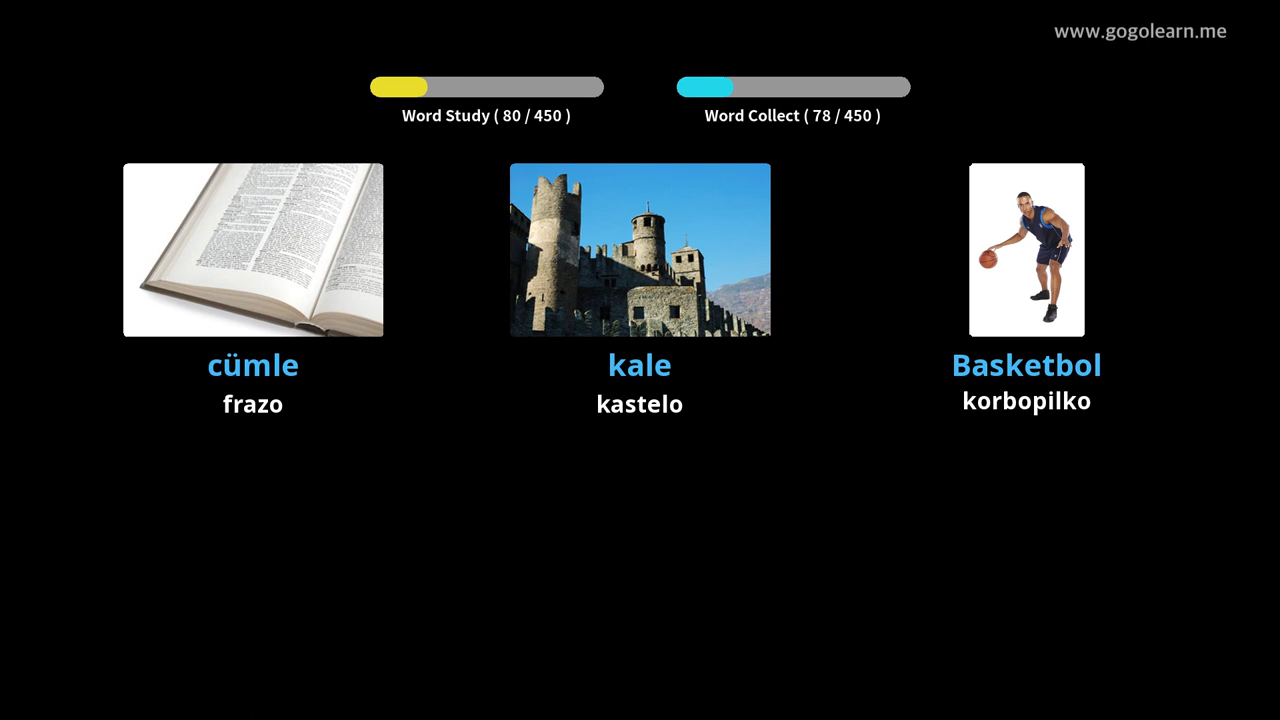 www.gogolearn.me
Word Study ( 80 / 450 )
Word Collect ( 78 / 450 )
cümle
frazo
kale
kastelo
Basketbol
korbopilko